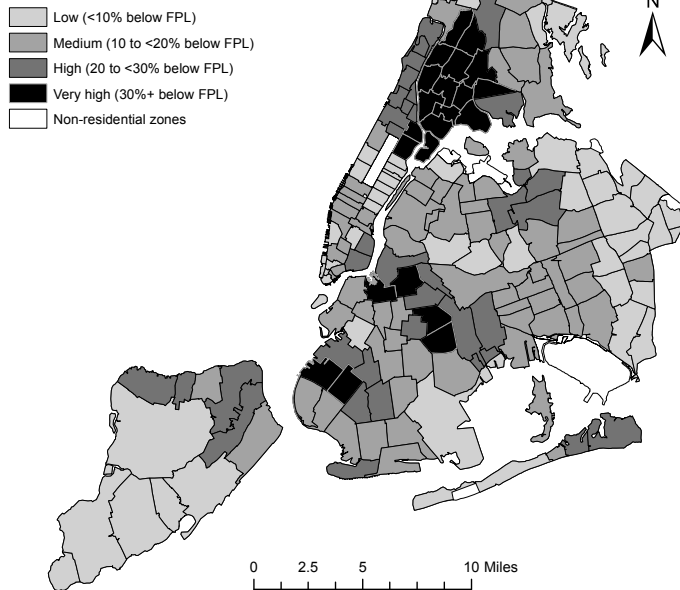 N
Low (<10% below FPL)
Medium (10 to <20% below FPL)
High (20 to <30% below FPL)
Very high (30%+ below FPL)
Non-residential zones
0 2.5 5 10 Miles